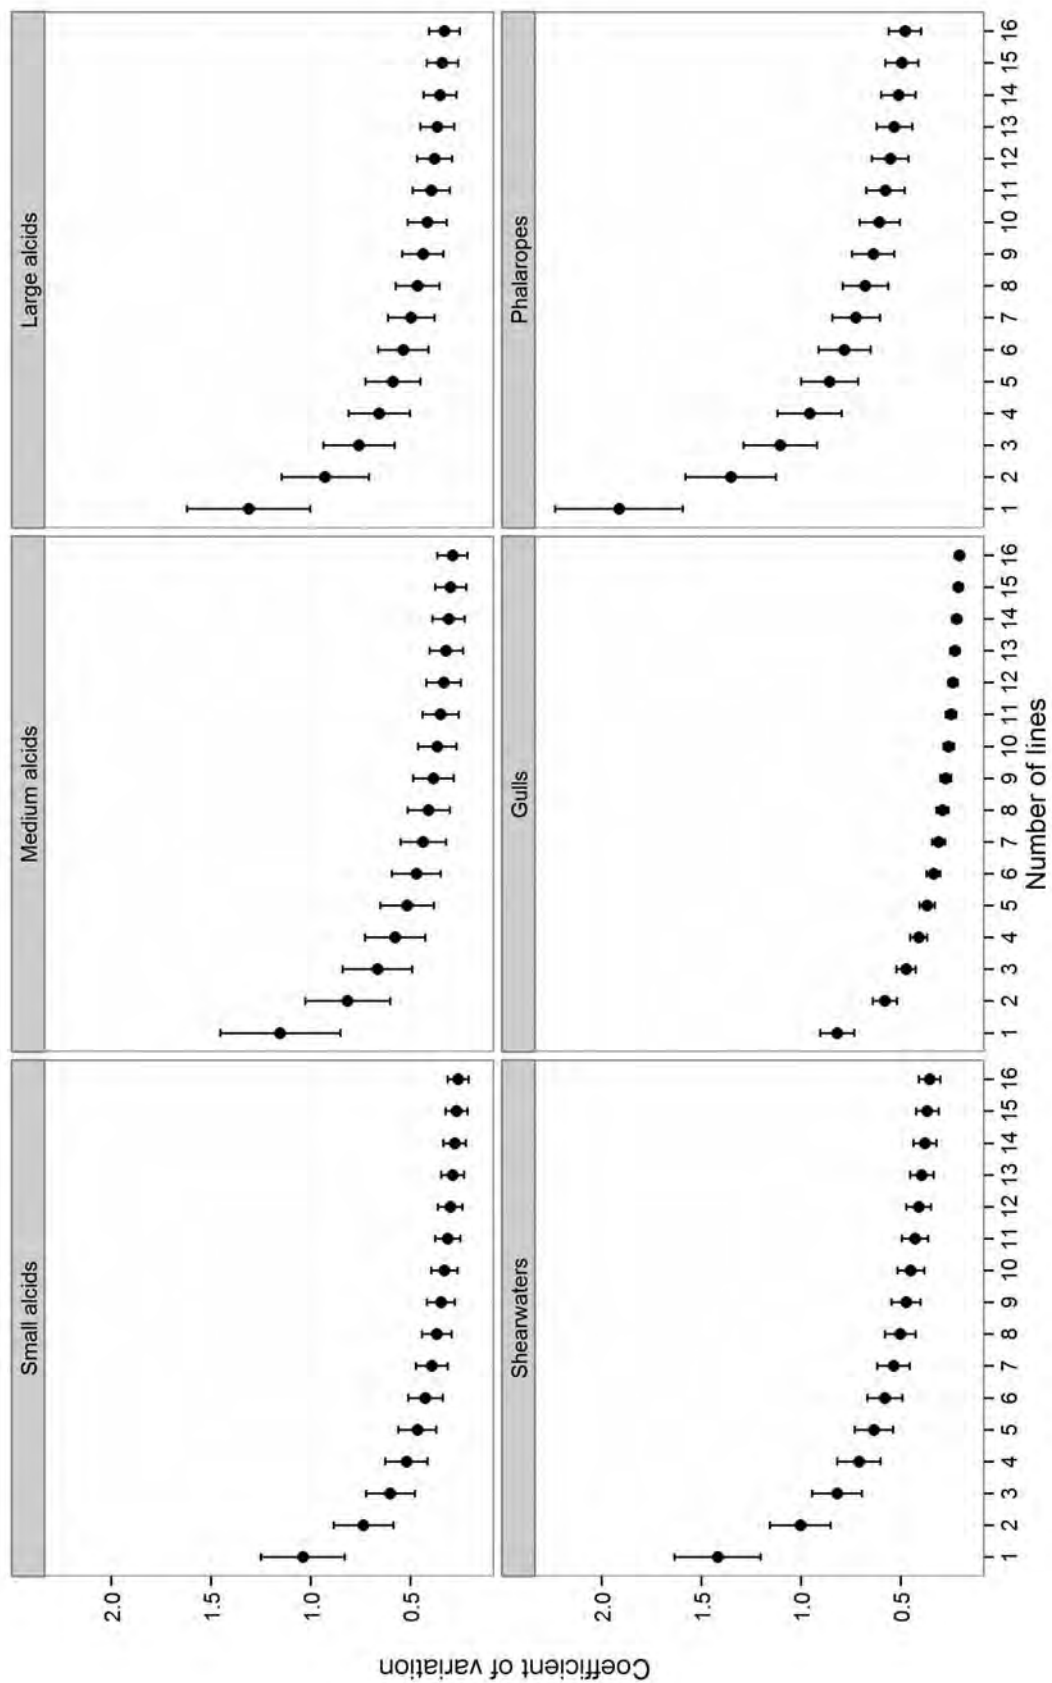 Small alcids
Medium alcids
Large alcids
2.0
1.5
1.0
0.5
Shearwaters
Gulls
Phalaropes
2.0
1.5
1.0
0.5
1 2 3 4 5 6 7 8 9 10 11 12 13 14 15 16
1 2 3 4 5 6 7 8 9 10 11 12 13 14 15 16
1 2 3 4 5 6 7 8 9 10 11 12 13 14 15 16
Number of lines
Coefficient of variation